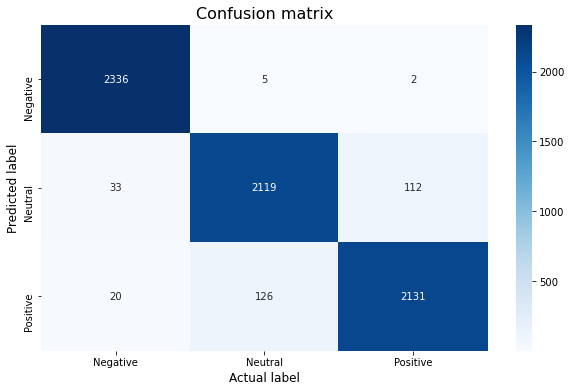 Confusion matrix
Predicted label
Negative 2336 5 2
Neutral 33 2119 112
Positive 20 126 2131
Negative Neutral Positive
Actual label
2000
1500
1000
500